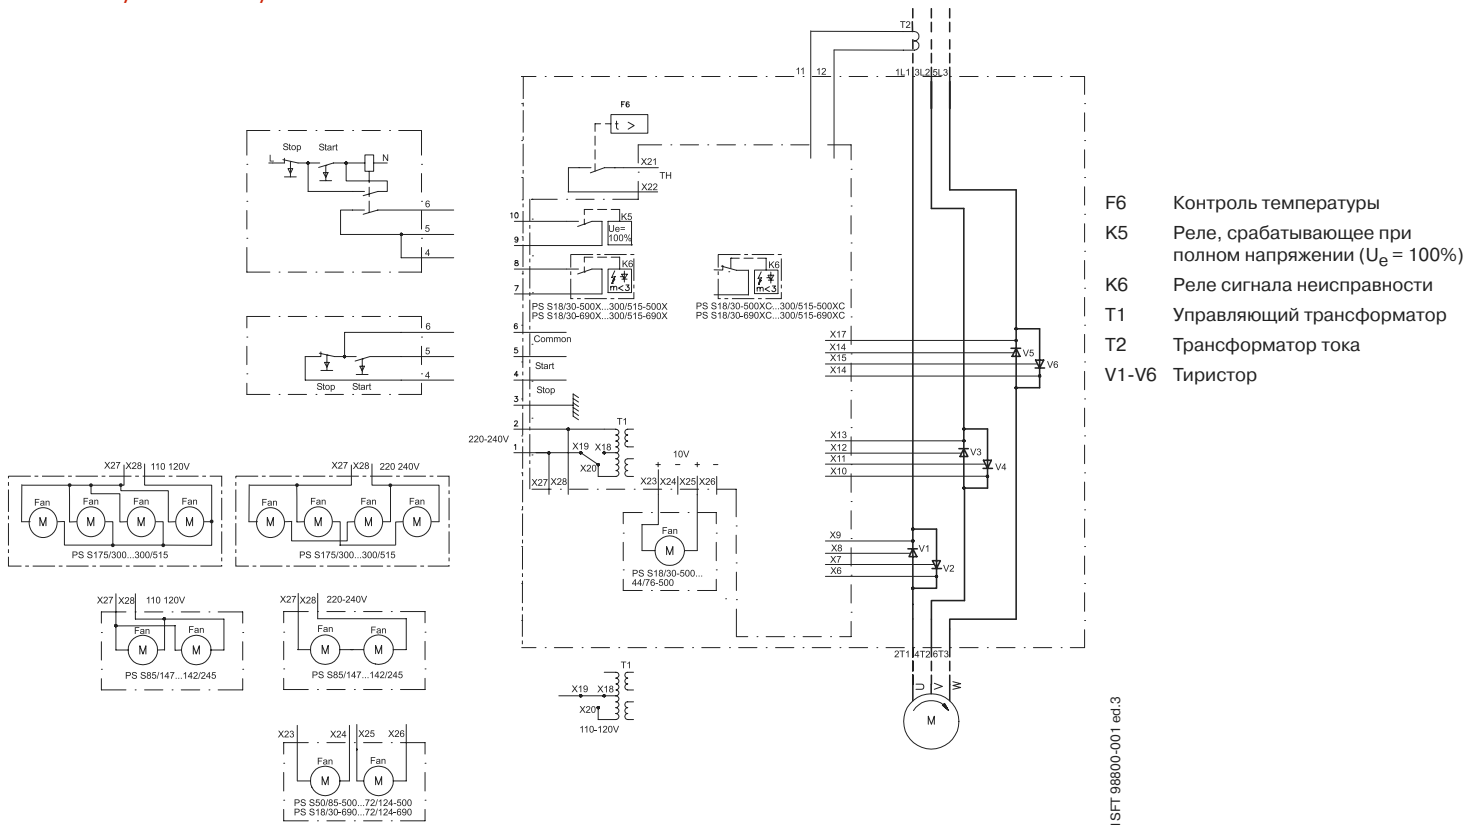 T2
11
12
1L1
3L2
5L3
F6
t >
X21
TH
X22
Stop
Start
L
N
6
5
4
10
K5
Ue=
100%
9
8
K6
m<3
7
PS S18/30-500X...300/515-500X
PS S18/30-690X...300/515-690X
K6
m<3
PS S18/30-500XC...300/515-500XC
PS S18/30-690XC...300/515-690XC
6
Common
5
Start
4
Stop
3
2
220-240V
1
T1
X19
X18
X20
X27
X28
6
5
4
Stop
Start
10V
+ − + −
X23
X24
X25
X26
Fan
M
PS S18/30-500...
44/76-500
X17
X14
X15
X14
V5
V6
X13
X12
X11
X10
V3
V4
X9
X8
X7
X6
V1
V2
2T1
4T2
6T3
U
V
W
M
X27
X28
110 120V
Fan
Fan
Fan
Fan
M
M
M
M
PS S175/300...300/515
X27
X28
220 240V
Fan
Fan
Fan
Fan
M
M
M
M
PS S175/300...300/515
X27
X28
110 120V
Fan
Fan
M
M
PS S85/147...142/245
X27
X28
220-240V
Fan
Fan
M
M
PS S85/147...142/245
T1
X19
X18
X20
110-120V
X23
X24
X25
X26
Fan
Fan
M
M
PS S50/85-500...72/124-500
PS S18/30-690...72/124-690
F6 Контроль температуры
K5 Реле, срабатывающее при
полном напряжении (Ue = 100%)
K6 Реле сигнала неисправности
T1 Управляющий трансформатор
T2 Трансформатор тока
V1-V6 Тиристор
1SFT 98800-001 ed.3